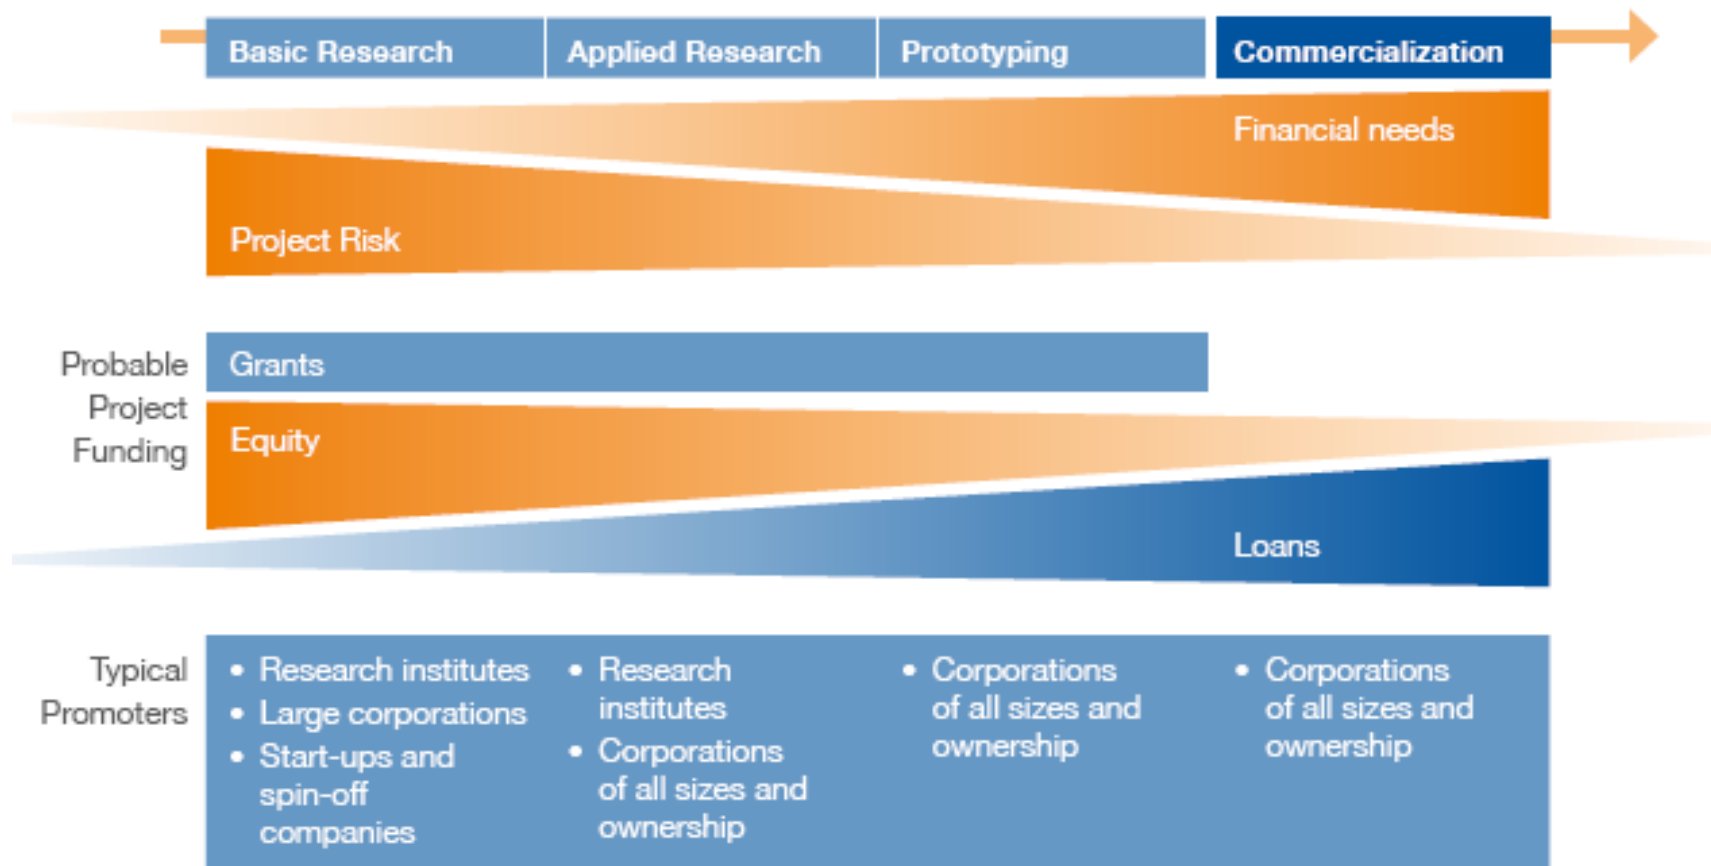 Basic Research
Applied Research
Prototyping
Commercialization
Financial needs
Project Risk
Probable
Project
Funding
Grants
Equity
Loans
Typical
Promoters
• Research institutes
• Large corporations
• Start-ups and
spin-off
companies
• Research
institutes
• Corporations
of all sizes and
ownership
• Corporations
of all sizes and
ownership
• Corporations
of all sizes and
ownership